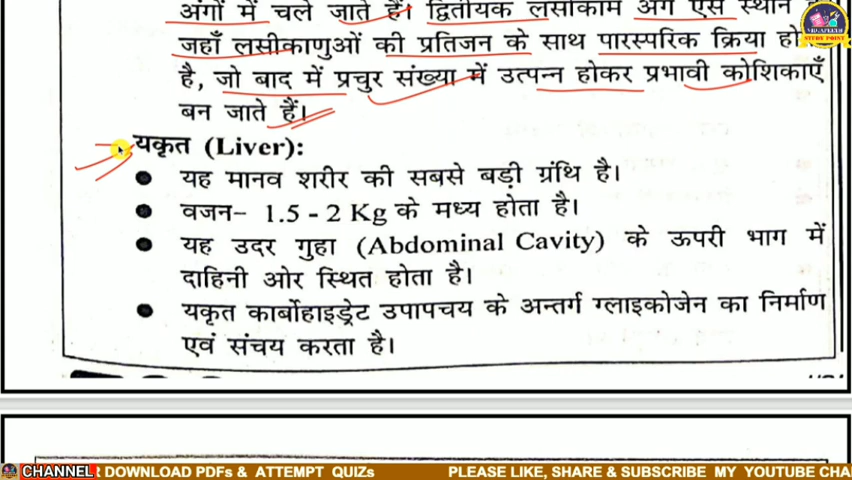 अंगों में चले जाते हैं। द्वितीयक लसीकाम अंग ऐसे स्थान
जहाँ लसीकाणुओं की प्रतिजन के साथ पारस्परिक क्रिया हो
है, जो बाद में प्रचुर संख्या में उत्पन्न होकर प्रभावी कोशिकाएँ
बन जाते हैं।
यकृत (Liver):
यह मानव शरीर की सबसे बड़ी ग्रंथि है।
वजन- 1.5 - 2 Kg के मध्य होता है।
यह उदर गुहा (Abdominal Cavity) के ऊपरी भाग में
दाहिनी ओर स्थित होता है।
यकृत कार्बोहाइड्रेट उपापचय के अन्तर्ग ग्लाइकोजेन का निर्माण
एवं संचय करता है।
CHANNEL R DOWNLOAD PDFs & ATTEMPT QUIZs PLEASE LIKE, SHARE & SUBSCRIBE MY YOUTUBE CHA